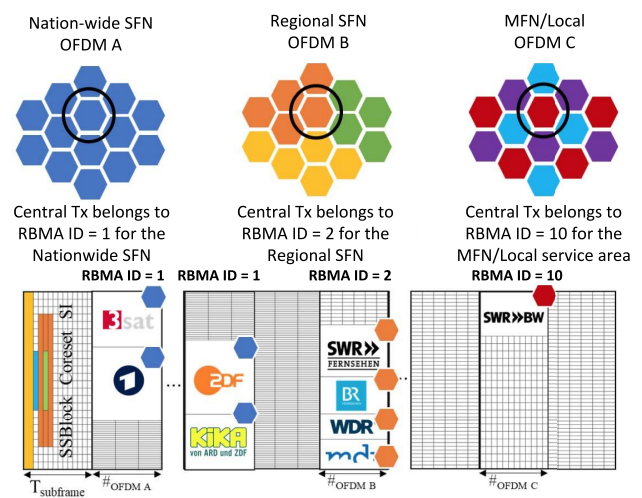 Nation-wide SFN
OFDM A
Regional SFN
OFDM B
MFN/Local
OFDM C
Central Tx belongs to
RBMA ID = 1 for the
Nationwide SFN
Central Tx belongs to
RBMA ID = 2 for the
Regional SFN
Central Tx belongs to
RBMA ID = 10 for the
MFN/Local service area
RBMA ID = 1
RBMA ID = 1
RBMA ID = 2
RBMA ID = 10
SSBlock Coreset SI
3sat
1
...
ZDF
KiKA
von ARD und ZDF
SWR»
FERNSEHEN
BR
WDR
mdr
...
SWR»BW
Tsubframe
#OFDM A
#OFDM B
#OFDM C